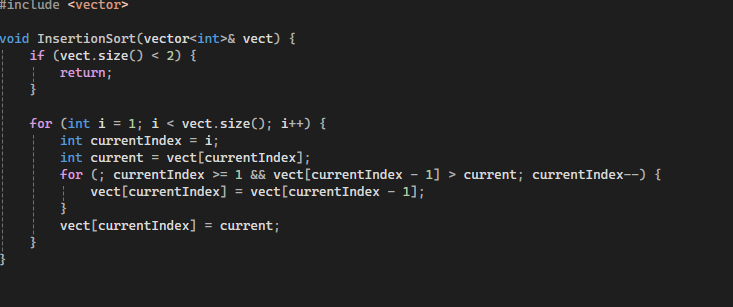 #include <vector>
void InsertionSort(vector<int>& vect) {
if (vect.size() < 2) {
return;
}
for (int i = 1; i < vect.size(); i++) {
int currentIndex = i;
int current = vect[currentIndex];
for (; currentIndex >= 1 && vect[currentIndex - 1] > current; currentIndex--) {
vect[currentIndex] = vect[currentIndex - 1];
}
vect[currentIndex] = current;
}
}